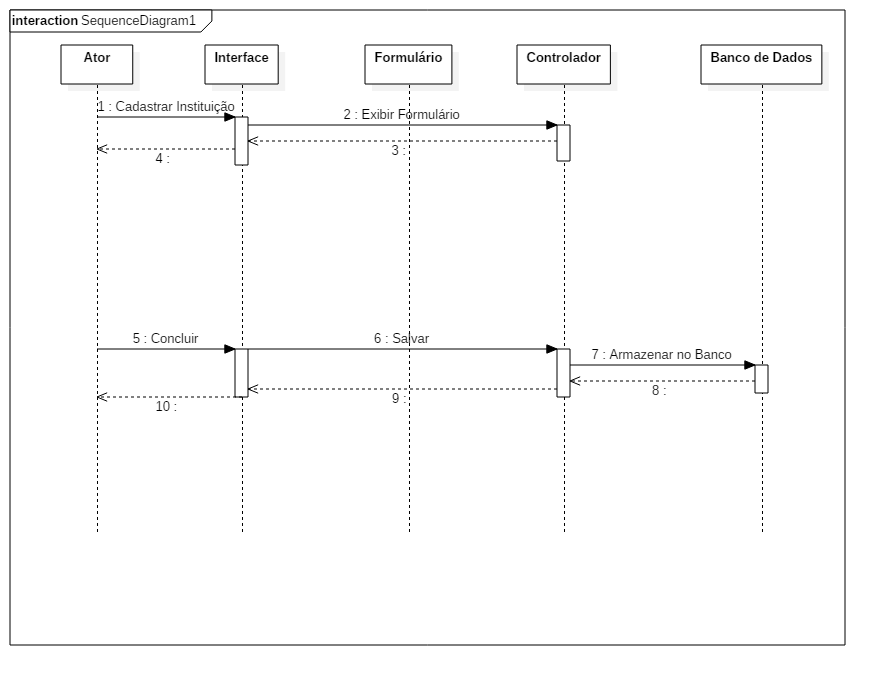 interaction SequenceDiagram1
Ator
Interface
Formulário
Controlador
Banco de Dados
1 : Cadastrar Instituição
2 : Exibir Formulário
3 :
4 :
5 : Concluir
6 : Salvar
7 : Armazenar no Banco
8 :
9 :
10 :